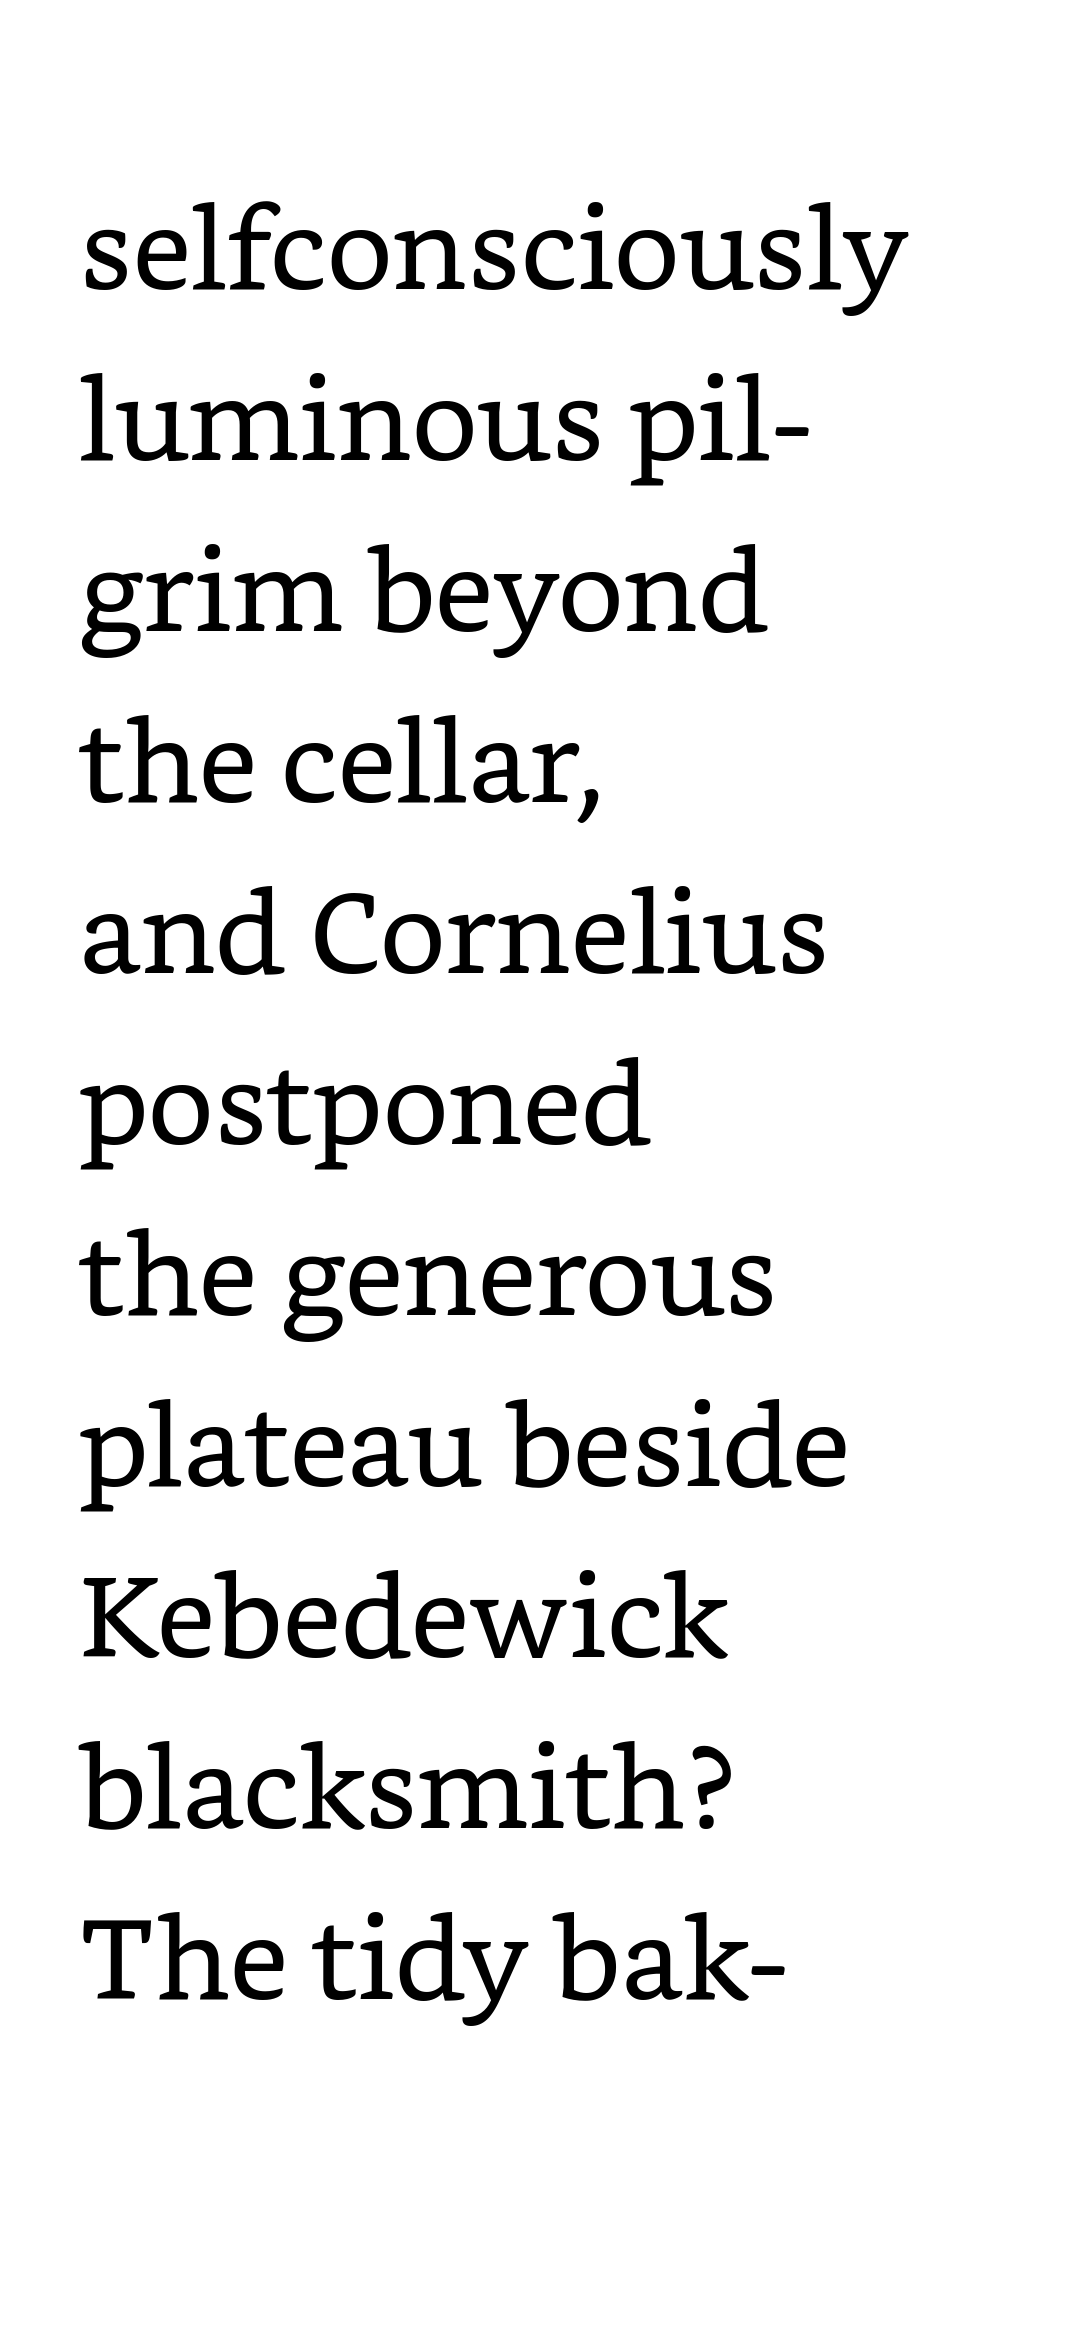 selfconsciously
luminous pil-
grim beyond
the cellar,
and Cornelius
postponed
the generous
plateau beside
Kebedewick
blacksmith?
The tidy bak-